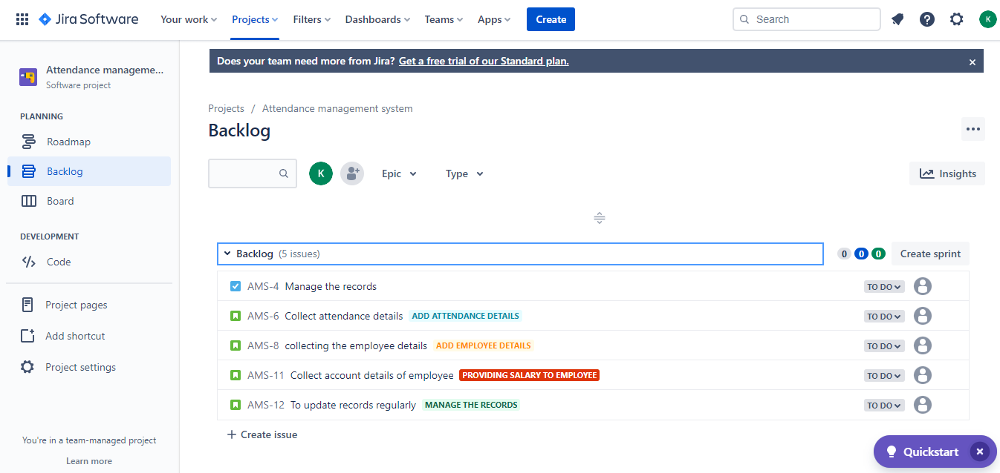 Jira Software Your work Projects Filters Dashboards Teams Apps Create Search K
Does your team need more from Jira? Get a free trial of our Standard plan.
Attendance manageme...
Software project
PLANNING
Roadmap
Backlog
Board
DEVELOPMENT
Code
Project pages
Add shortcut
Project settings
You're in a team-managed project
Learn more
Projects / Attendance management system
Backlog
K Epic Type Insights
Backlog (5 issues) 0 0 0 Create sprint
AMS-4 Manage the records TO DO
AMS-6 Collect attendance details ADD ATTENDANCE DETAILS TO DO
AMS-8 collecting the employee details ADD EMPLOYEE DETAILS TO DO
AMS-11 Collect account details of employee PROVIDING SALARY TO EMPLOYEE TO DO
AMS-12 To update records regularly MANAGE THE RECORDS TO DO
+ Create issue
Quickstart